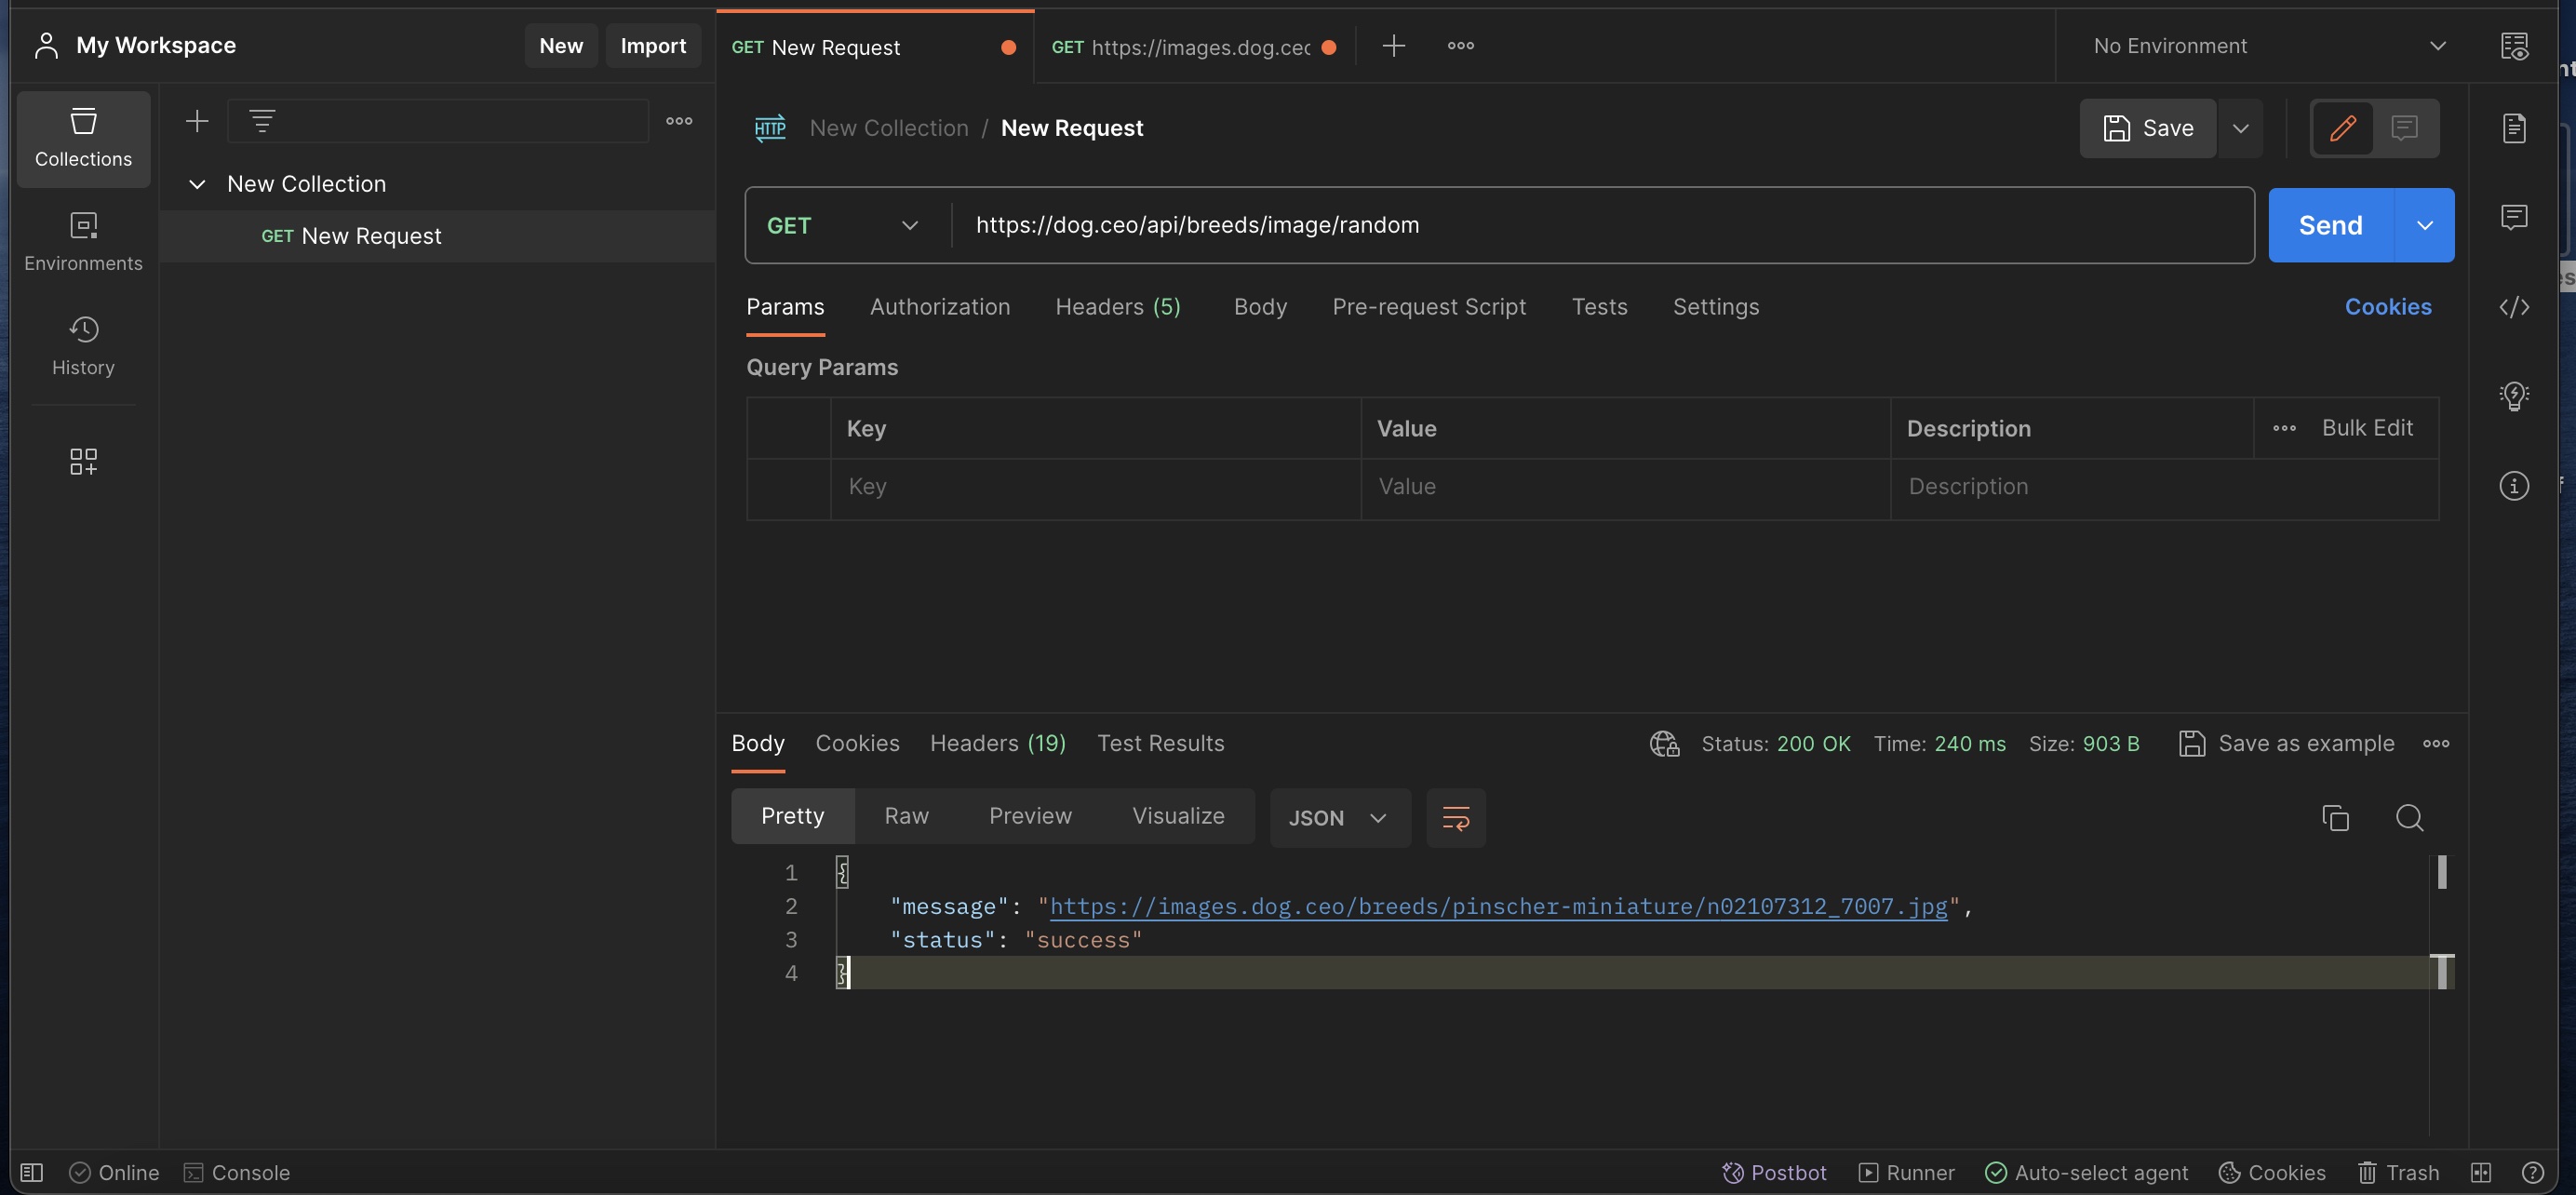 My Workspace
New
Import
GET New Request
GET https://images.dog.cec
No Environment
Collections
Environments
History
New Collection
GET New Request
HTTP
New Collection / New Request
Save
GET
https://dog.ceo/api/breeds/image/random
Send
Params
Authorization
Headers (5)
Body
Pre-request Script
Tests
Settings
Cookies
Query Params
Key
Value
Description
Bulk Edit
Key
Value
Description
Body
Cookies
Headers (19)
Test Results
Status: 200 OK
Time: 240 ms
Size: 903 B
Save as example
Pretty
Raw
Preview
Visualize
JSON
1 {
2 "message": "https://images.dog.ceo/breeds/pinscher-miniature/n02107312_7007.jpg",
3 "status": "success"
4 }
Online
Console
Postbot
Runner
Auto-select agent
Cookies
Trash